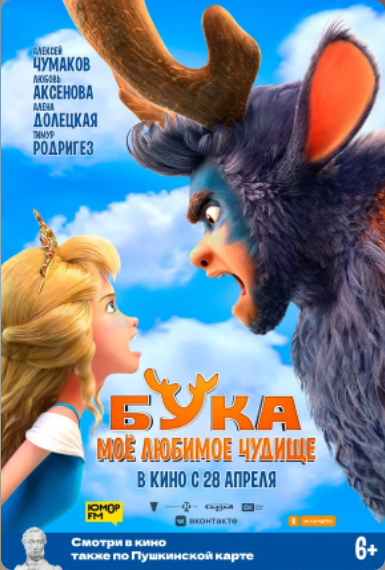 АЛЕКСЕЙ
ЧУМАКОВ
ЛЮБОВЬ
АКСЕНОВА
АЛЕНА
ДОЛЕЦКАЯ
ТИМУР
РОДРИГЕЗ
БУКА
МОЁ ЛЮБИМОЕ ЧУДИЩЕ
В КИНО С 28 АПРЕЛЯ
ЮМОР
FM
ВКОНТАКТЕ
Смотри в кино
также по Пушкинской карте
6+